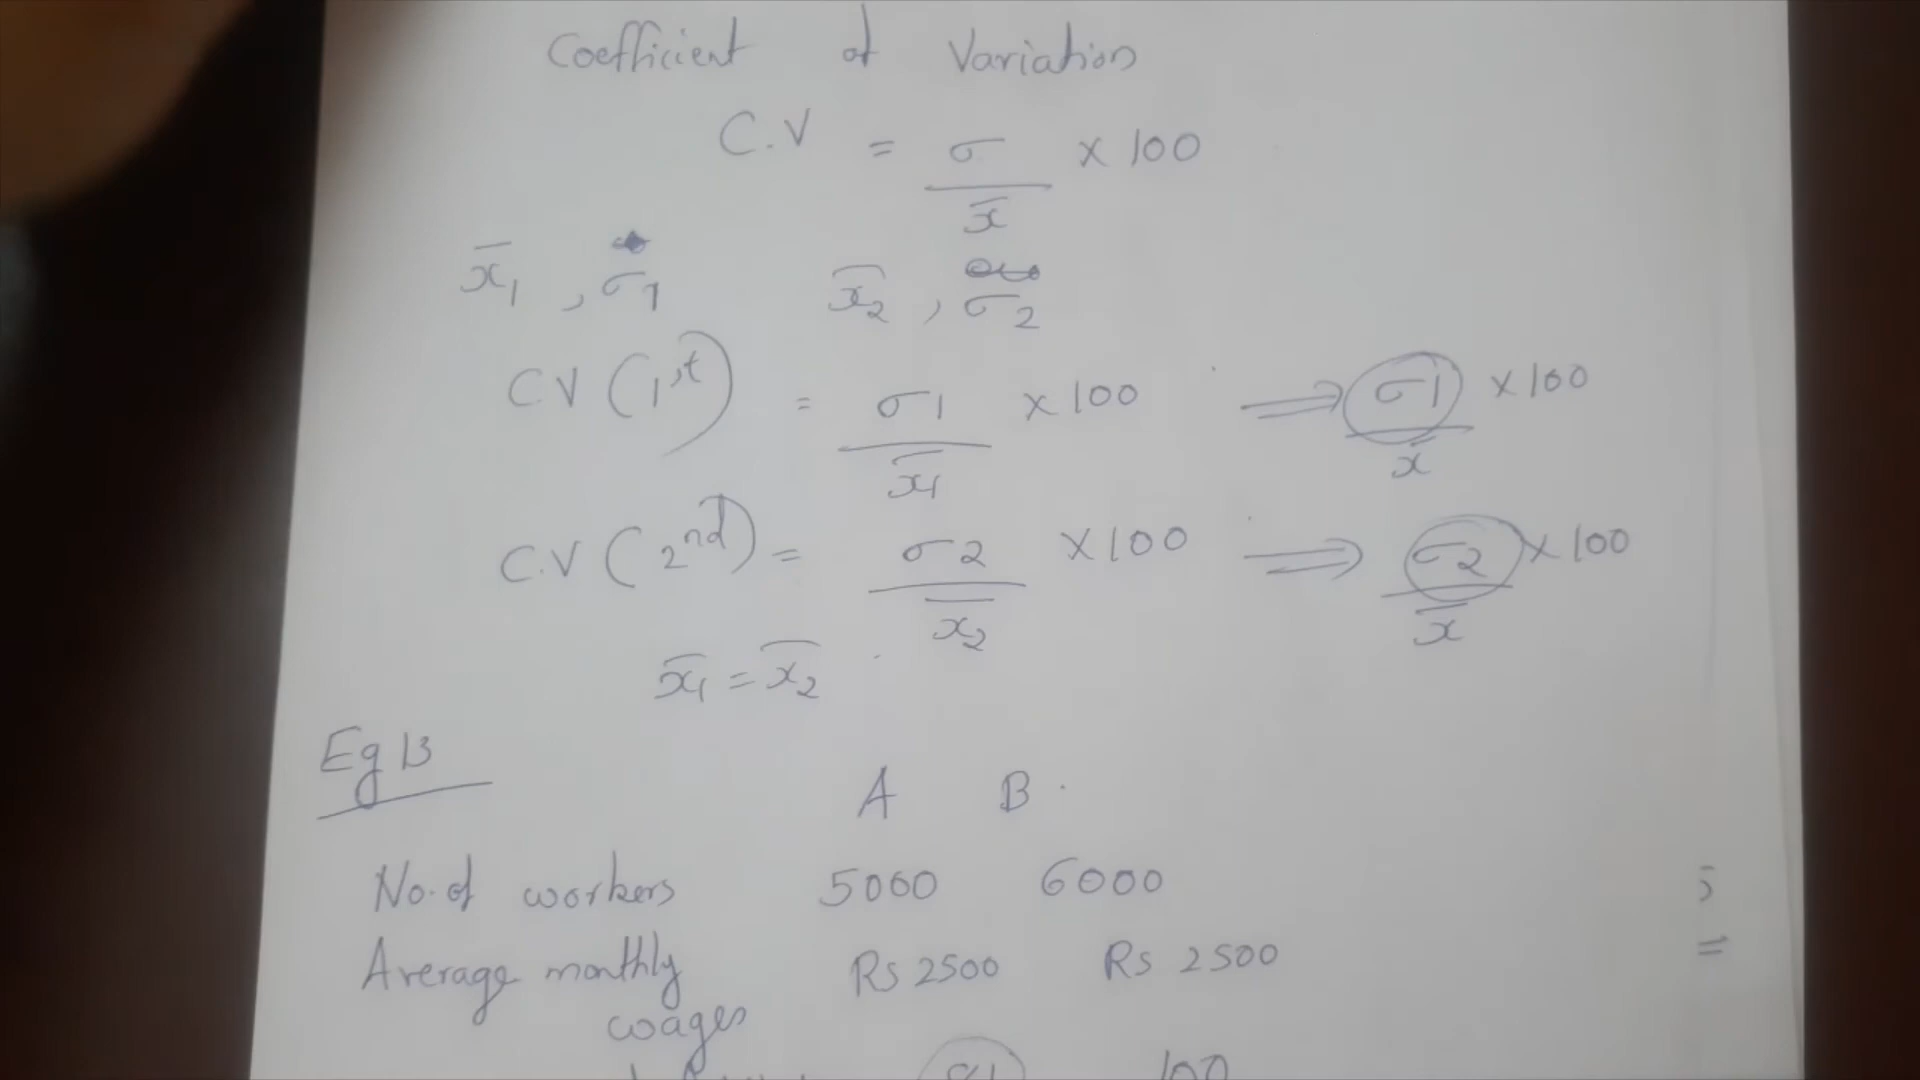 Coefficient of Variation
C.V = σ / x̄ × 100
x̄1 , σ1 x̄2 , σ2
C.V (1st) = σ1 / x̄1 × 100 ⟹ σ1 / x̄ × 100
C.V (2nd) = σ2 / x̄2 × 100 ⟹ σ2 / x̄ × 100
x̄1 = x̄2
Eg 13
A B
No. of workers 5000 6000
Average monthly Rs 2500 Rs 2500
wages
100